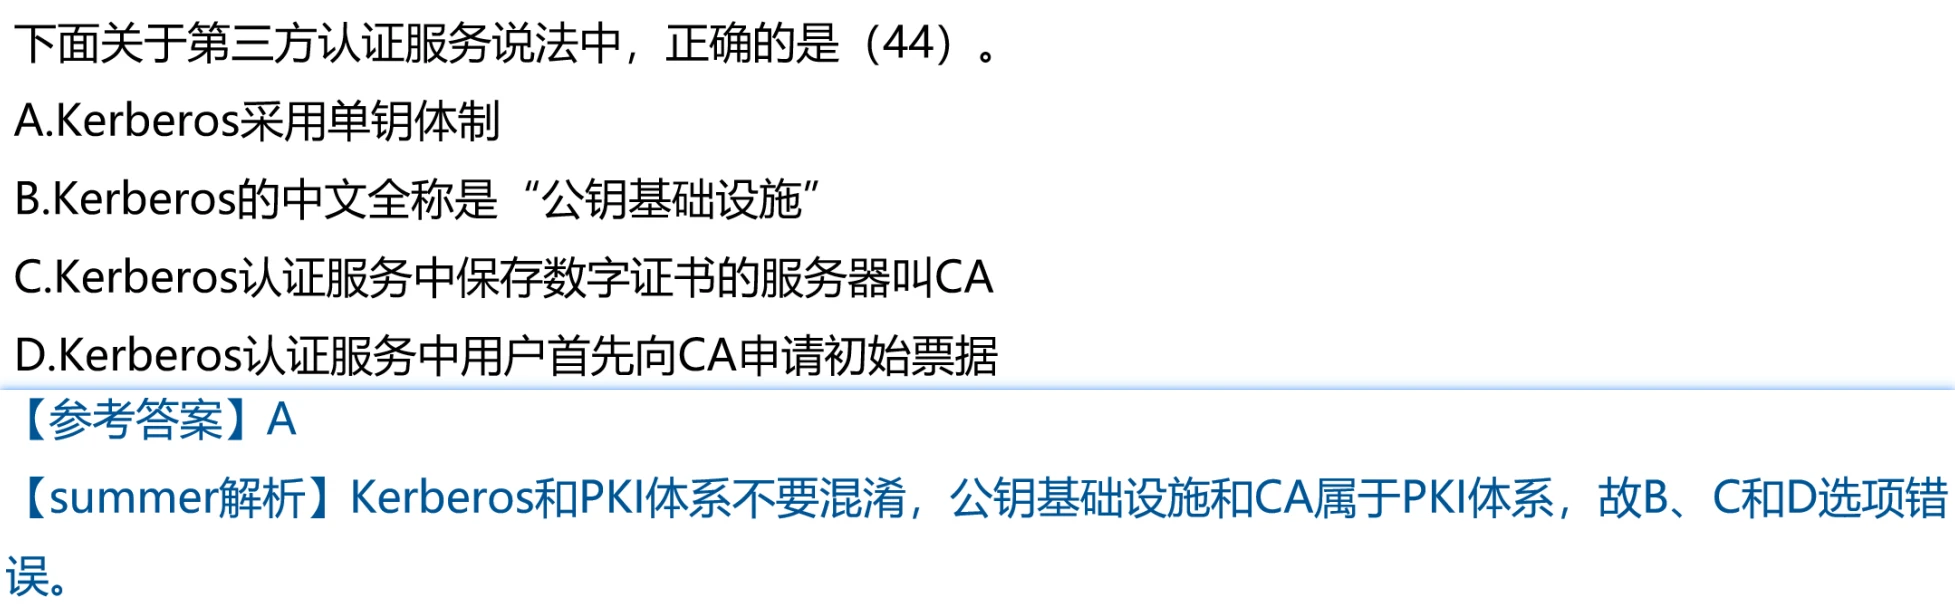 下面关于第三方认证服务说法中，正确的是（44）。
A.Kerberos采用单钥体制
B.Kerberos的中文全称是“公钥基础设施”
C.Kerberos认证服务中保存数字证书的服务器叫CA
D.Kerberos认证服务中用户首先向CA申请初始票据
【参考答案】A
【summer解析】Kerberos和PKI体系不要混淆，公钥基础设施和CA属于PKI体系，故B、C和D选项错
误。